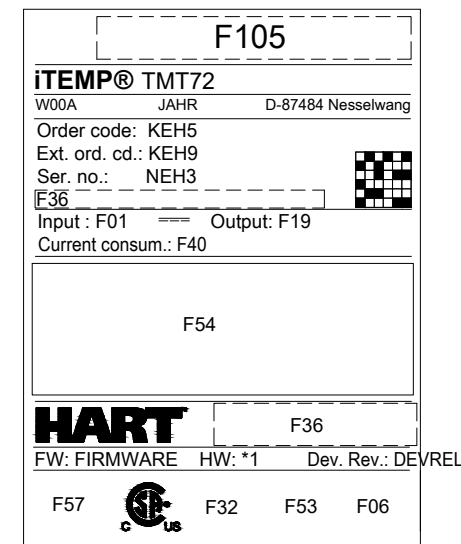 F105
iTEMP® TMT72
W00A JAHR D-87484 Nesselwang
Order code: KEH5
Ext. ord. cd.: KEH9
Ser. no.: NEH3
F36
Input : F01 Output: F19
Current consum.: F40
F54
HART
F36
FW: FIRMWARE HW: *1 Dev. Rev.: DEVREL
F57 C SA US F32 F53 F06